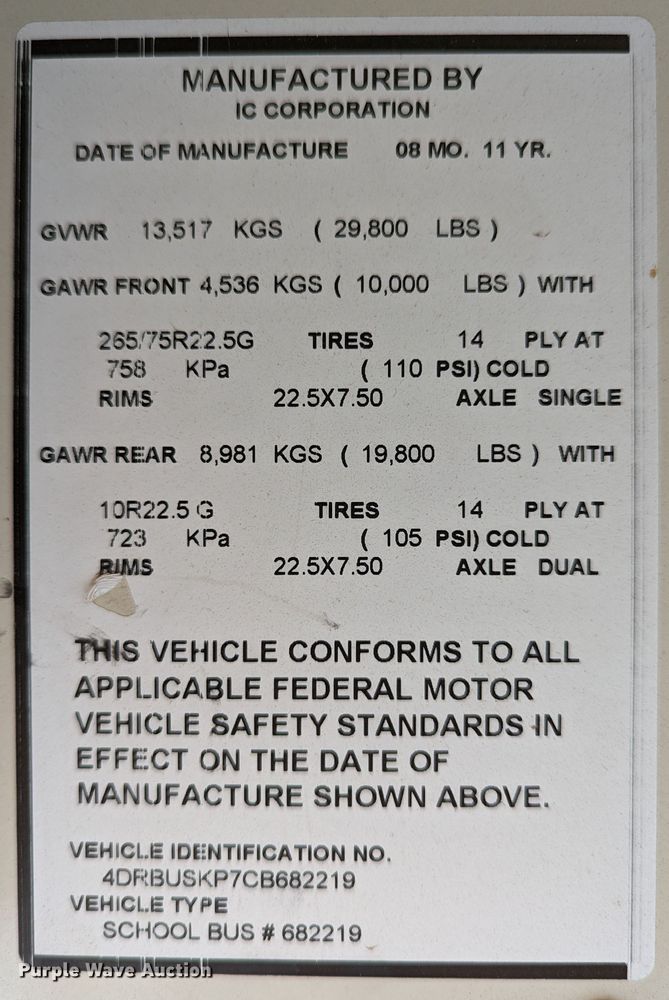 MANUFACTURED BY
IC CORPORATION
DATE OF MANUFACTURE 08 MO. 11 YR.
GVWR 13,517 KGS ( 29,800 LBS )
GAWR FRONT 4,536 KGS ( 10,000 LBS ) WITH
265/75R22.5G TIRES 14 PLY AT
758 KPa ( 110 PSI) COLD
RIMS 22.5X7.50 AXLE SINGLE
GAWR REAR 8,981 KGS ( 19,800 LBS ) WITH
10R22.5 G TIRES 14 PLY AT
723 KPa ( 105 PSI) COLD
RIMS 22.5X7.50 AXLE DUAL
THIS VEHICLE CONFORMS TO ALL
APPLICABLE FEDERAL MOTOR
VEHICLE SAFETY STANDARDS IN
EFFECT ON THE DATE OF
MANUFACTURE SHOWN ABOVE.
VEHICLE IDENTIFICATION NO.
4DRBUSKP7CB682219
VEHICLE TYPE
SCHOOL BUS # 682219
Purple Wave Auction